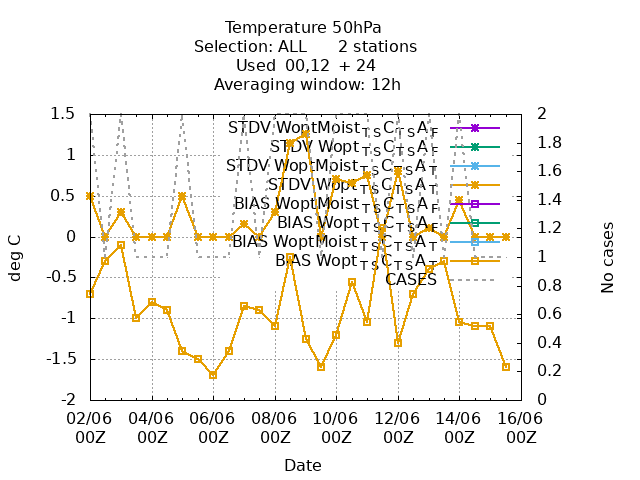 Temperature 50hPa
Selection: ALL 2 stations
Used 00,12 + 24
Averaging window: 12h
1.5
1
0.5
0
-0.5
-1
-1.5
-2
deg C
2
1.8
1.6
1.4
1.2
1
0.8
0.6
0.4
0.2
0
No cases
STDV WoptMoist_TS C_TS A_F
STDV Wopt_TS C_TS A_F
STDV WoptMoist_TS C_TS A_T
STDV Wopt_TS C_TS A_T
BIAS WoptMoist_TS C_TS A_F
BIAS Wopt_TS C_TS A_F
BIAS WoptMoist_TS C_TS A_T
BIAS Wopt_TS C_TS A_T
CASES
02/06 04/06 06/06 08/06 10/06 12/06 14/06 16/06
00Z 00Z 00Z 00Z 00Z 00Z 00Z 00Z
Date